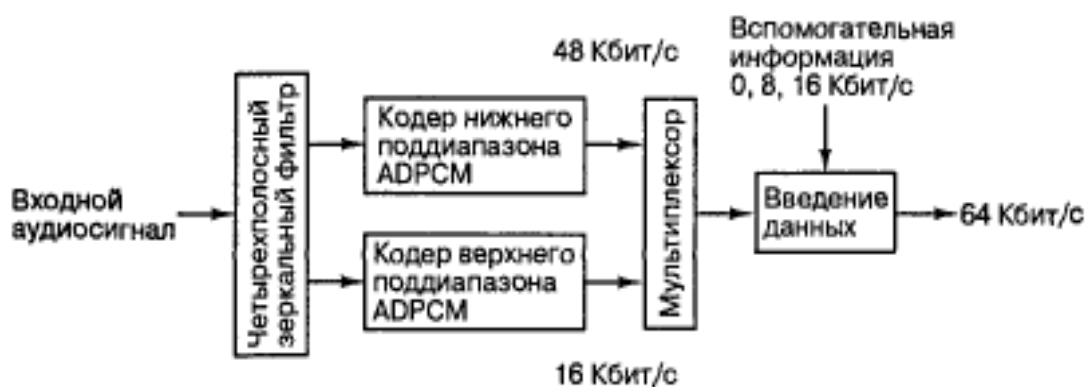 48 Кбит/с
Вспомогательная
информация
0, 8, 16 Кбит/с
Входной
аудиосигнал
Четырехполосный
зеркальный фильтр
Кодер нижнего
поддиапазона
ADPCM
Кодер верхнего
поддиапазона
ADPCM
Мультиплексор
Введение
данных
64 Кбит/с
16 Кбит/с